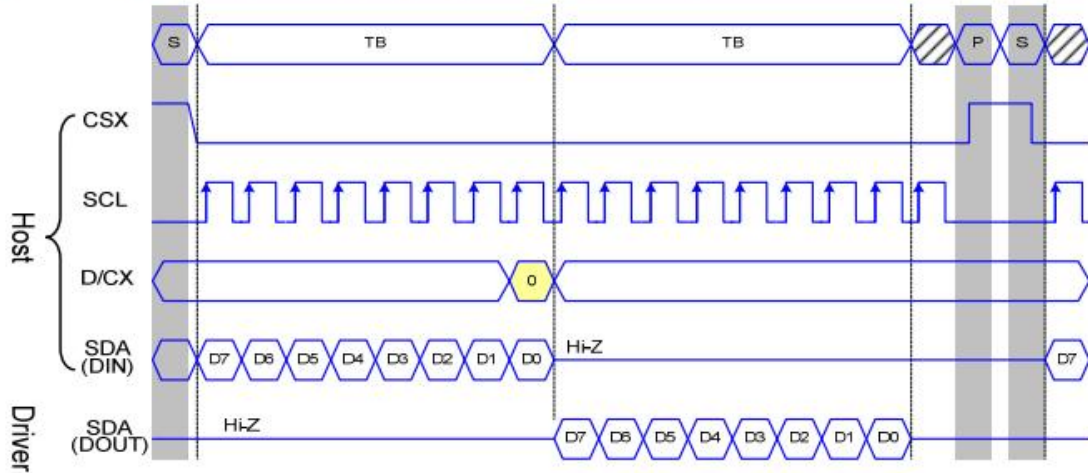 S TB TB P S
CSX
SCL
Host
D/CX 0
SDA Hi-Z
(DIN) D7 D6 D5 D4 D3 D2 D1 D0 D7
Driver
SDA Hi-Z
(DOUT) D7 D6 D5 D4 D3 D2 D1 D0